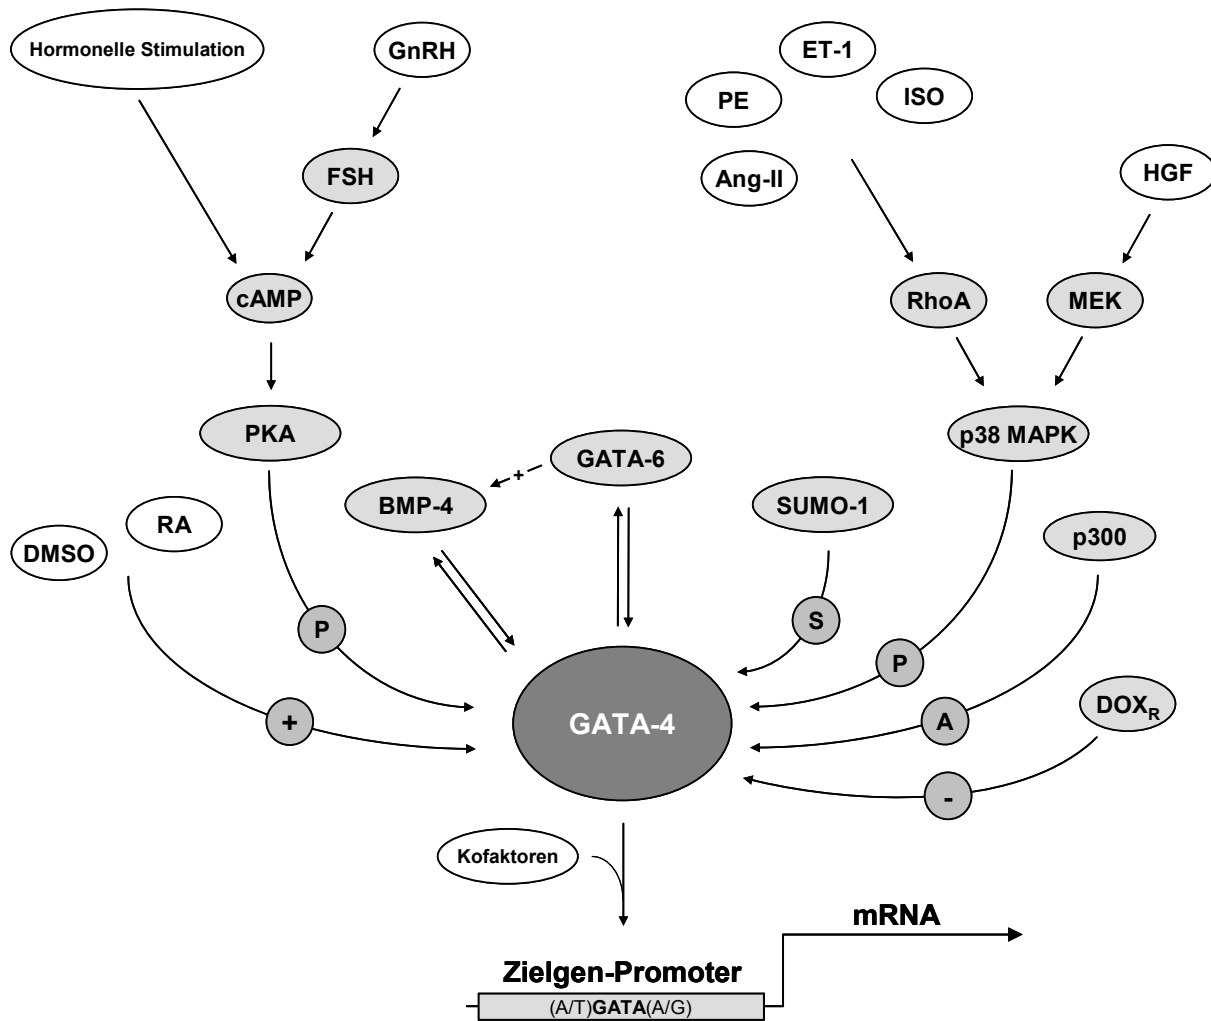 Hormonelle Stimulation
GnRH
ET-1
PE
ISO
FSH
Ang-II
HGF
cAMP
RhoA
MEK
PKA
p38 MAPK
GATA-6
+
BMP-4
SUMO-1
RA
DMSO
p300
P
S
P
+
GATA-4
A
DOXR
-
Kofaktoren
mRNA
Zielgen-Promoter
(A/T)GATA(A/G)